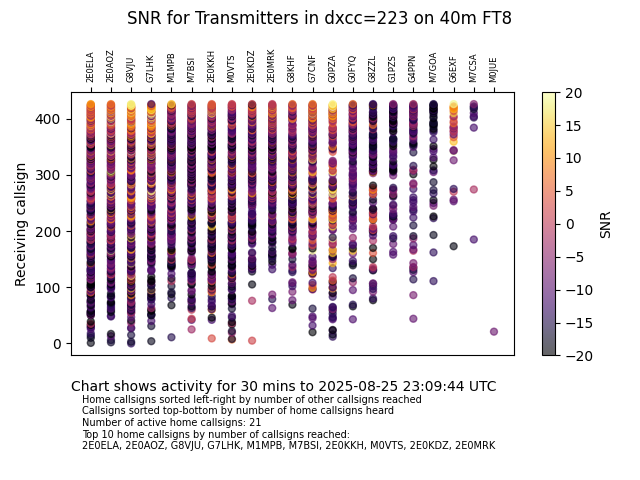 SNR for Transmitters in dxcc=223 on 40m FT8
2E0ELA 2E0AOZ G8VJU G7LHK M1MPB M7BSI 2E0KKH M0VTS 2E0KDZ 2E0MRK G8KHF G7CNF G0PZA G0FYQ G8ZZL G1PZS G4PPN M7GOA G6EXF M7CSA M0JUE
400
300
200
100
0
Receiving callsign
20
15
10
5
0
−5
−10
−15
−20
SNR
Chart shows activity for 30 mins to 2025-08-25 23:09:44 UTC
Home callsigns sorted left-right by number of other callsigns reached
Callsigns sorted top-bottom by number of home callsigns heard
Number of active home callsigns: 21
Top 10 home callsigns by number of callsigns reached:
2E0ELA, 2E0AOZ, G8VJU, G7LHK, M1MPB, M7BSI, 2E0KKH, M0VTS, 2E0KDZ, 2E0MRK